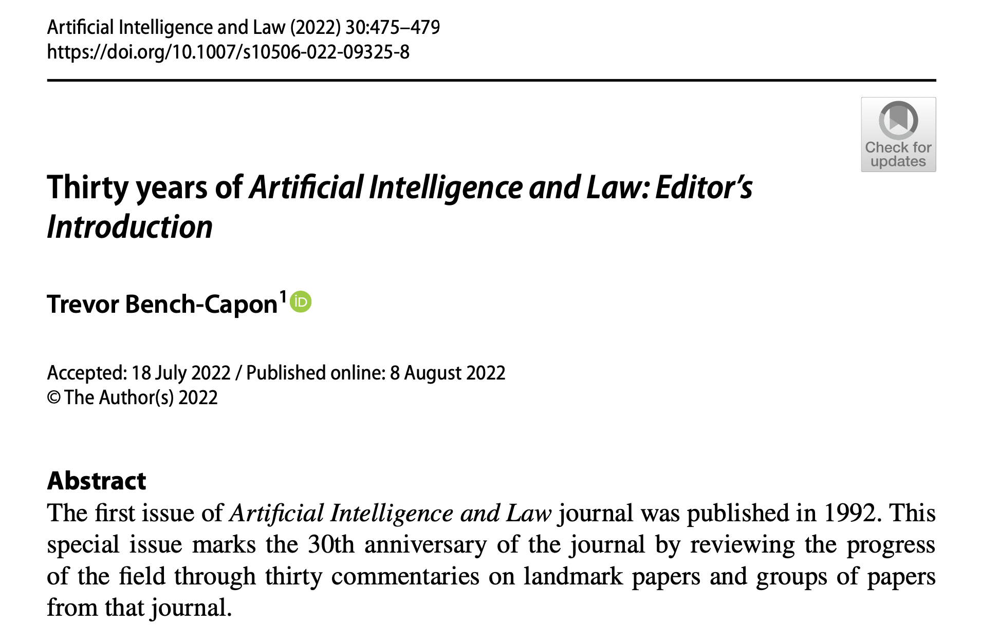 Artificial Intelligence and Law (2022) 30:475–479
https://doi.org/10.1007/s10506-022-09325-8
Check for
updates
Thirty years of Artificial Intelligence and Law: Editor’s
Introduction
Trevor Bench-Capon¹ iD
Accepted: 18 July 2022 / Published online: 8 August 2022
© The Author(s) 2022
Abstract
The first issue of Artificial Intelligence and Law journal was published in 1992. This
special issue marks the 30th anniversary of the journal by reviewing the progress
of the field through thirty commentaries on landmark papers and groups of papers
from that journal.